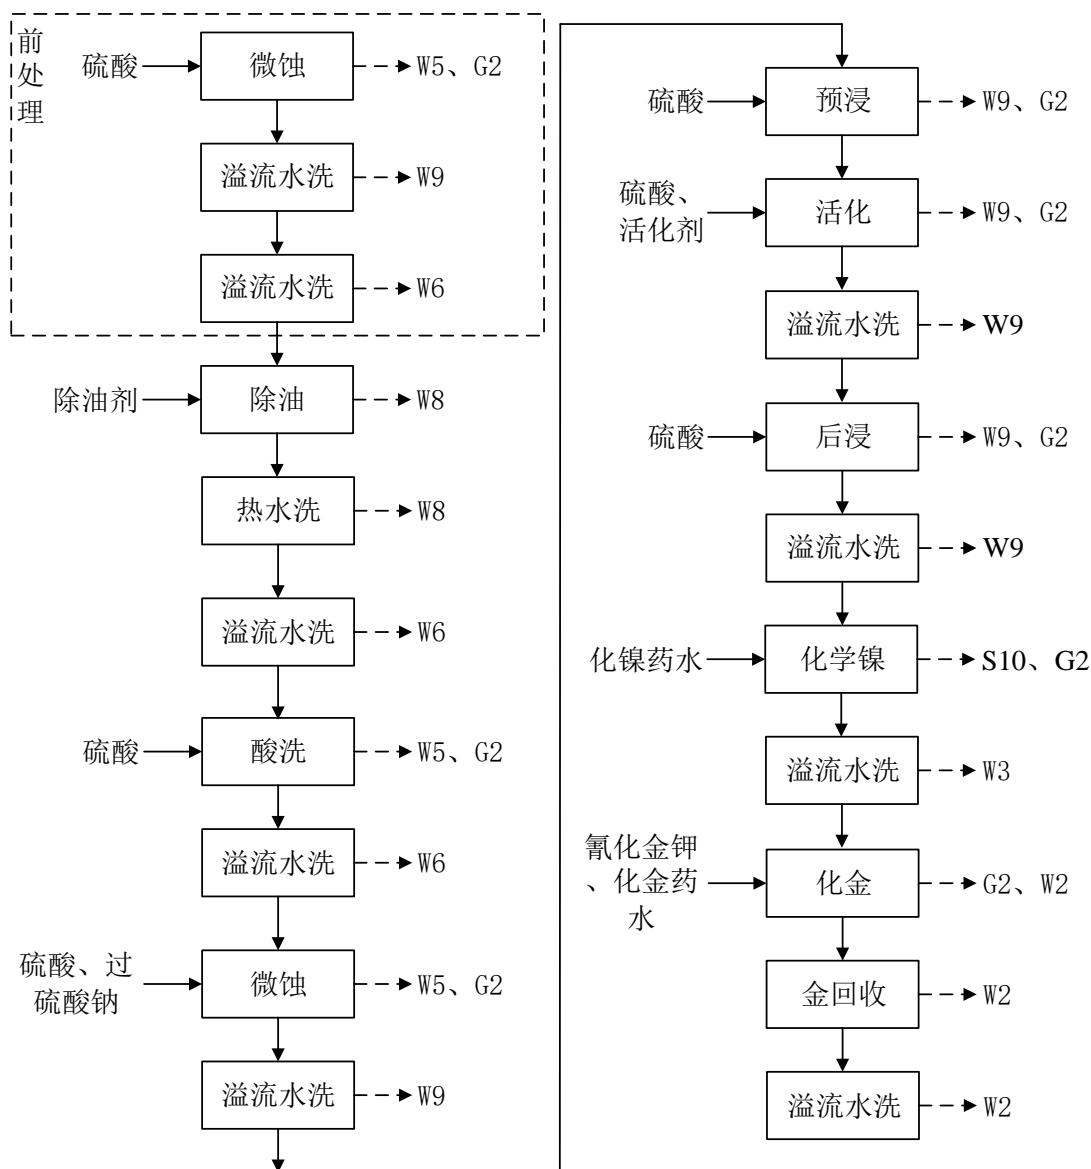 前
处
理
硫酸
微蚀
W5、G2
溢流水洗
W9
溢流水洗
W6
除油剂
除油
W8
热水洗
W8
溢流水洗
W6
硫酸
酸洗
W5、G2
溢流水洗
W6
硫酸、过
硫酸钠
微蚀
W5、G2
溢流水洗
W9
硫酸
预浸
W9、G2
硫酸、
活化剂
活化
W9、G2
溢流水洗
W9
硫酸
后浸
W9、G2
溢流水洗
W9
化镍药水
化学镍
S10、G2
溢流水洗
W3
氰化金钾
、化金药
水
化金
G2、W2
金回收
W2
溢流水洗
W2